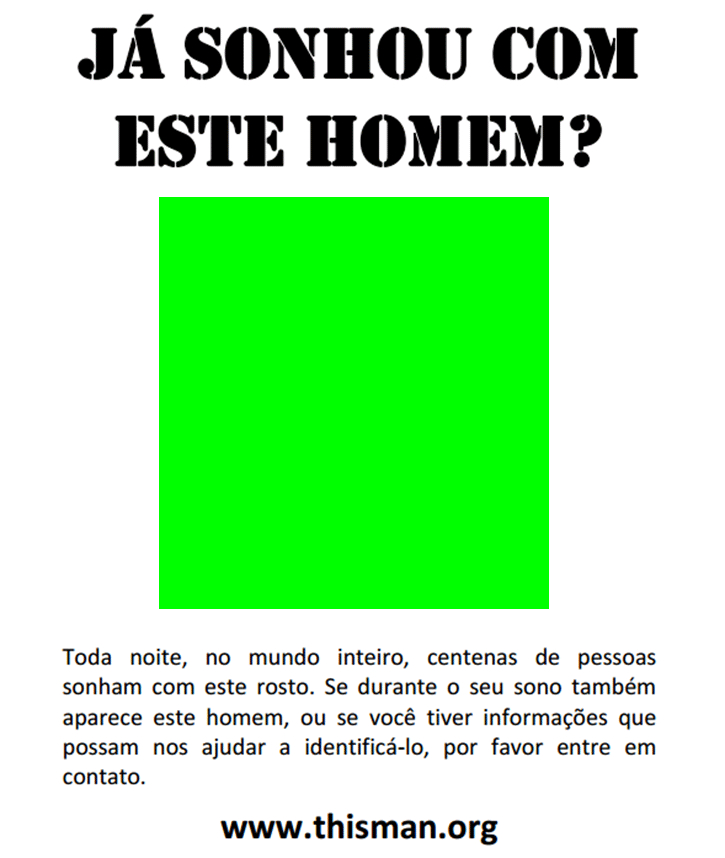 JÁ SONHOU COM
ESTE HOMEM?
Toda noite, no mundo inteiro, centenas de pessoas
sonham com este rosto. Se durante o seu sono também
aparece este homem, ou se você tiver informações que
possam nos ajudar a identificá-lo, por favor entre em
contato.
www.thisman.org